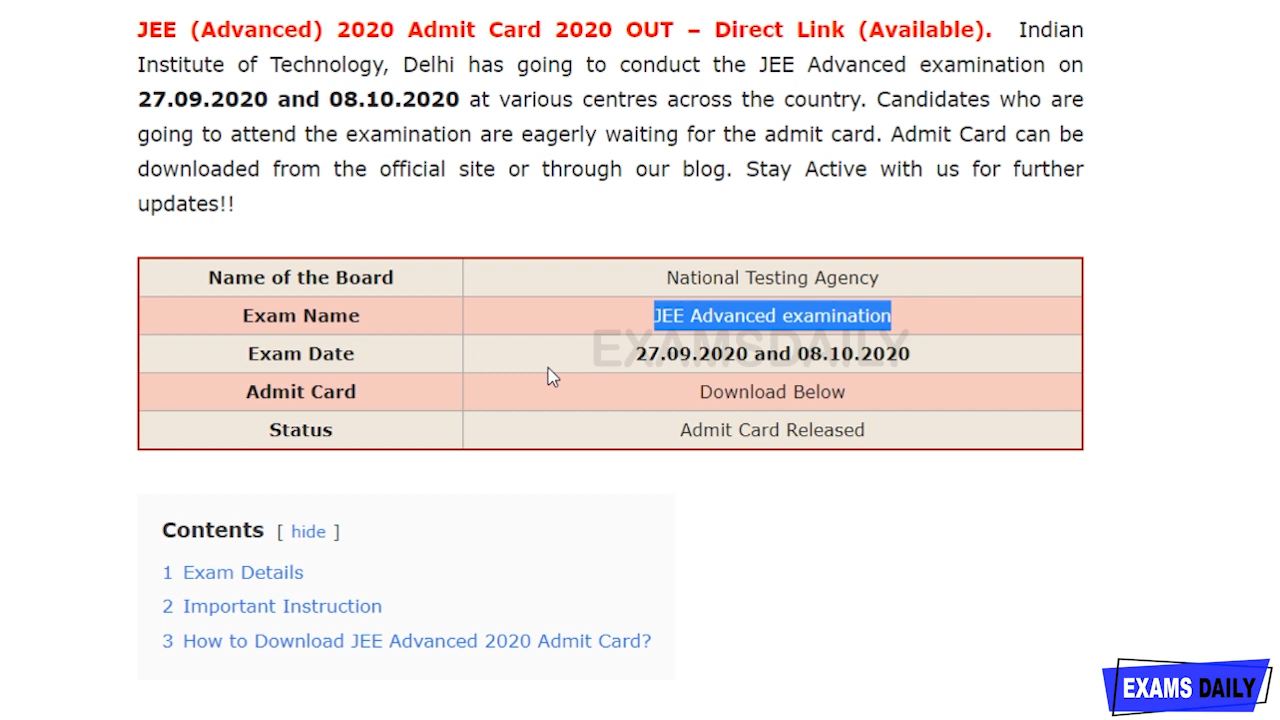 JEE (Advanced) 2020 Admit Card 2020 OUT – Direct Link (Available). Indian
Institute of Technology, Delhi has going to conduct the JEE Advanced examination on
27.09.2020 and 08.10.2020 at various centres across the country. Candidates who are
going to attend the examination are eagerly waiting for the admit card. Admit Card can be
downloaded from the official site or through our blog. Stay Active with us for further
updates!!
Name of the Board National Testing Agency
Exam Name JEE Advanced examination
EXAMSDAILY
Exam Date 27.09.2020 and 08.10.2020
Admit Card Download Below
Status Admit Card Released
Contents [ hide ]
1 Exam Details
2 Important Instruction
3 How to Download JEE Advanced 2020 Admit Card?
EXAMS DAILY